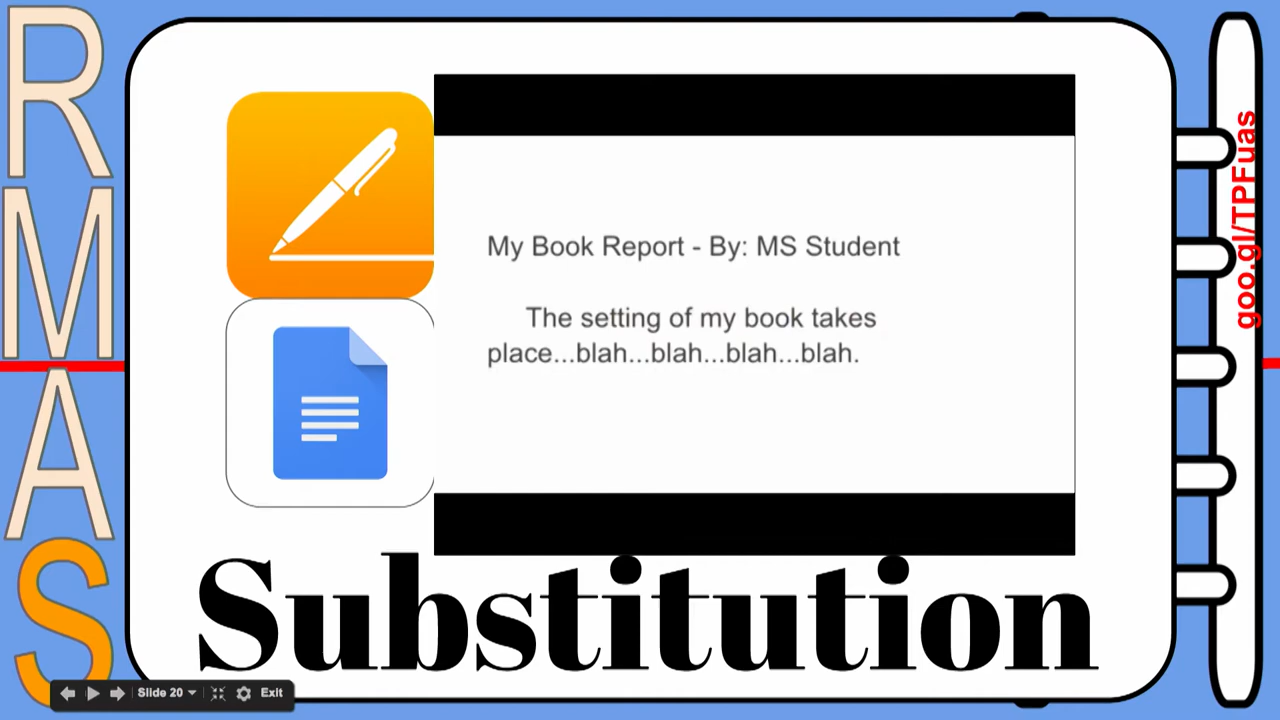 R
M
A
S
My Book Report - By: MS Student
The setting of my book takes
place...blah...blah...blah...blah.
Substitution
goo.gl/TPFuas
Slide 20
Exit